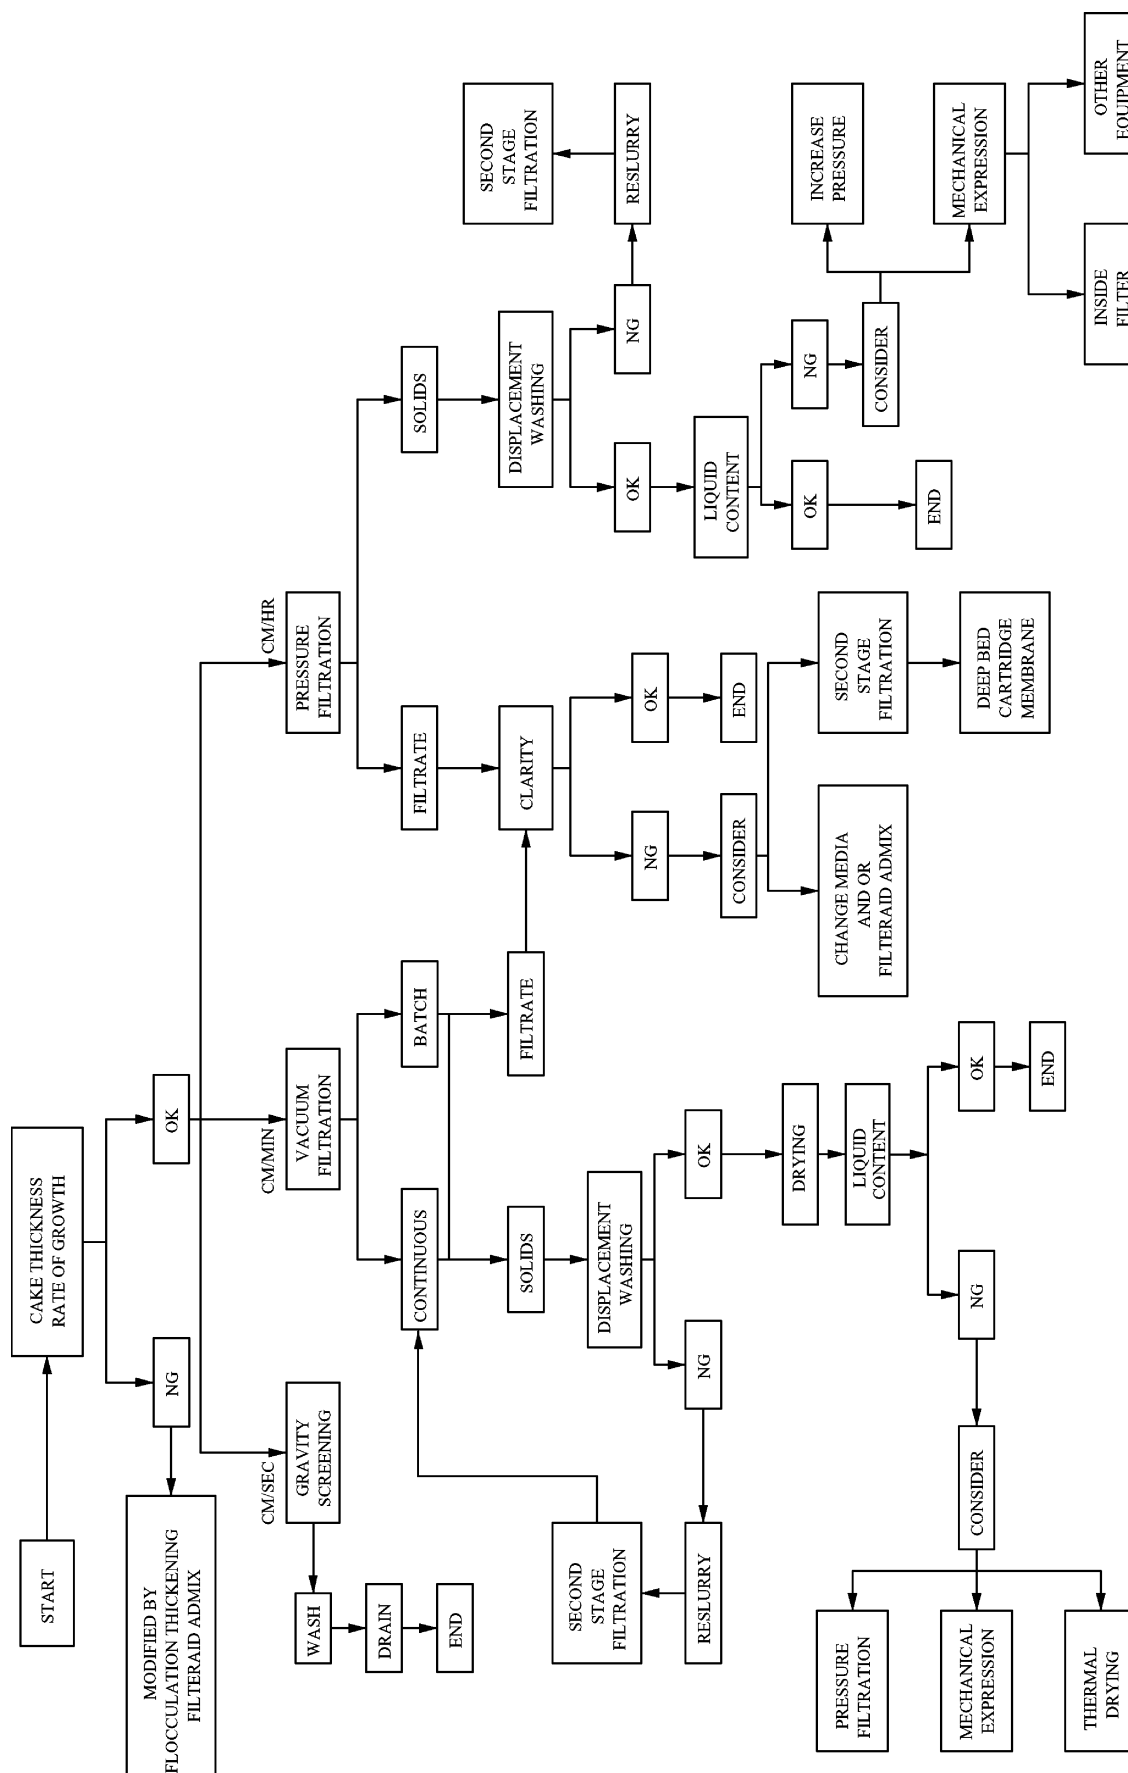 START
CAKE THICKNESS
RATE OF GROWTH
MODIFIED BY
FLOCCULATION THICKENING
FILTERAID ADMIX
NG
OK
CM/SEC
CM/MIN
CM/HR
GRAVITY
SCREENING
VACUUM
FILTRATION
PRESSURE
FILTRATION
WASH
DRAIN
END
CONTINUOUS
BATCH
FILTRATE
SOLIDS
SECOND
STAGE
FILTRATION
SOLIDS
FILTRATE
CLARITY
DISPLACEMENT
WASHING
SECOND
STAGE
FILTRATION
DISPLACEMENT
WASHING
NG
OK
OK
NG
RESLURRY
RESLURRY
NG
OK
CONSIDER
END
LIQUID
CONTENT
DRYING
LIQUID
CONTENT
CHANGE MEDIA
AND OR
FILTERAID ADMIX
SECOND
STAGE
FILTRATION
OK
NG
CONSIDER
INCREASE
PRESSURE
END
PRESSURE
FILTRATION
MECHANICAL
EXPRESSION
THERMAL
DRYING
CONSIDER
NG
OK
END
DEEP BED
CARTRIDGE
MEMBRANE
MECHANICAL
EXPRESSION
INSIDE
FILTER
OTHER
EQUIPMENT